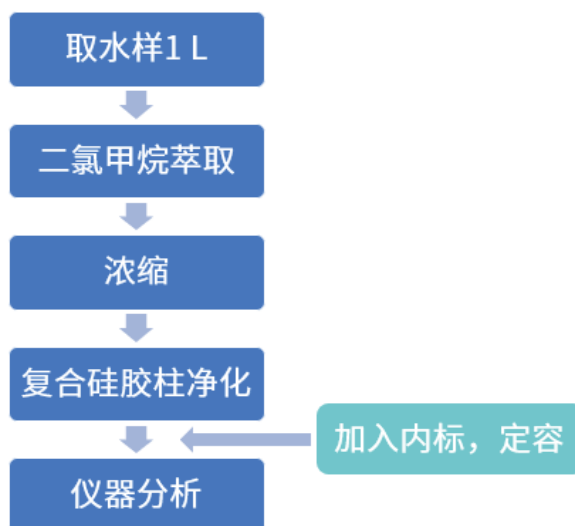 取水样1 L
二氯甲烷萃取
浓缩
复合硅胶柱净化
加入内标，定容
仪器分析